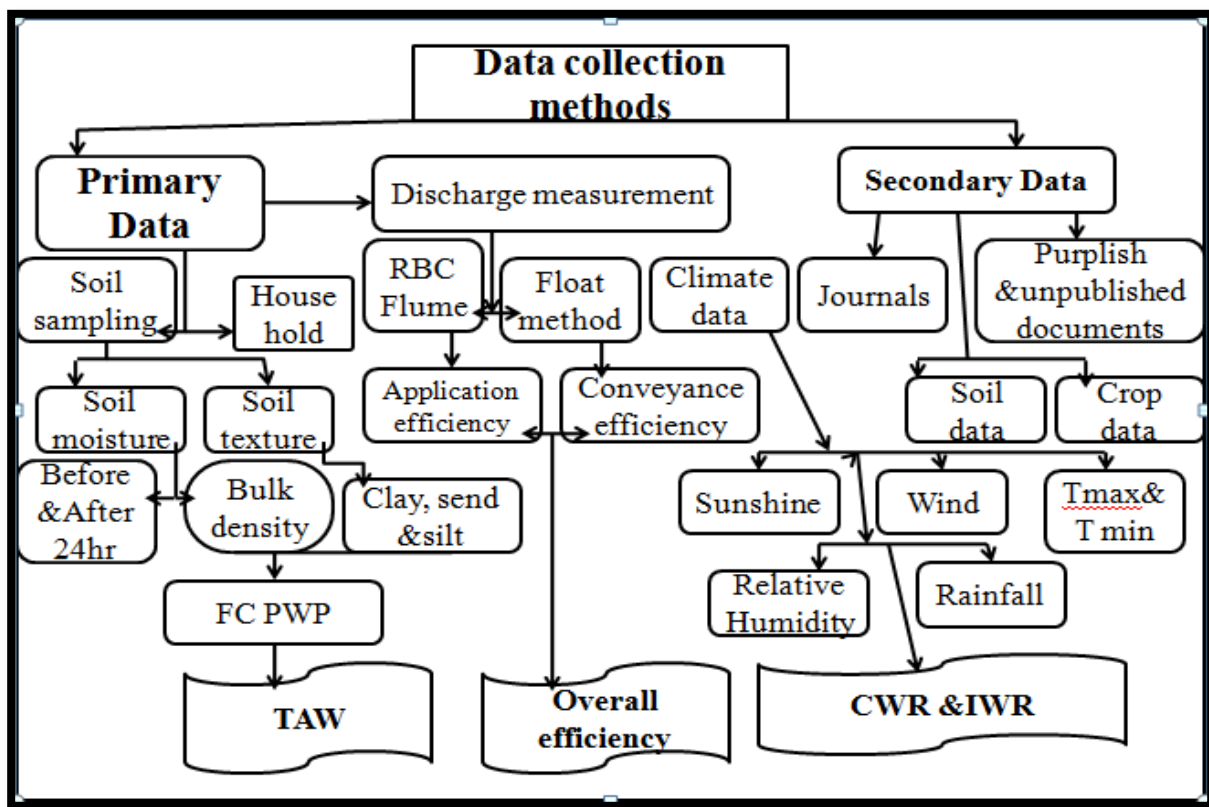 Data collection
methods
Primary
Data
Discharge measurement
Secondary Data
Soil
sampling
House
hold
RBC
Flume
Float
method
Climate
data
Journals
Purplish
&unpublished
documents
Soil
moisture
Soil
texture
Application
efficiency
Conveyance
efficiency
Soil
data
Crop
data
Before
&After
24hr
Bulk
density
Clay, send
&silt
Sunshine
Wind
Tmax&
T min
FC PWP
Relative
Humidity
Rainfall
TAW
Overall
efficiency
CWR &IWR